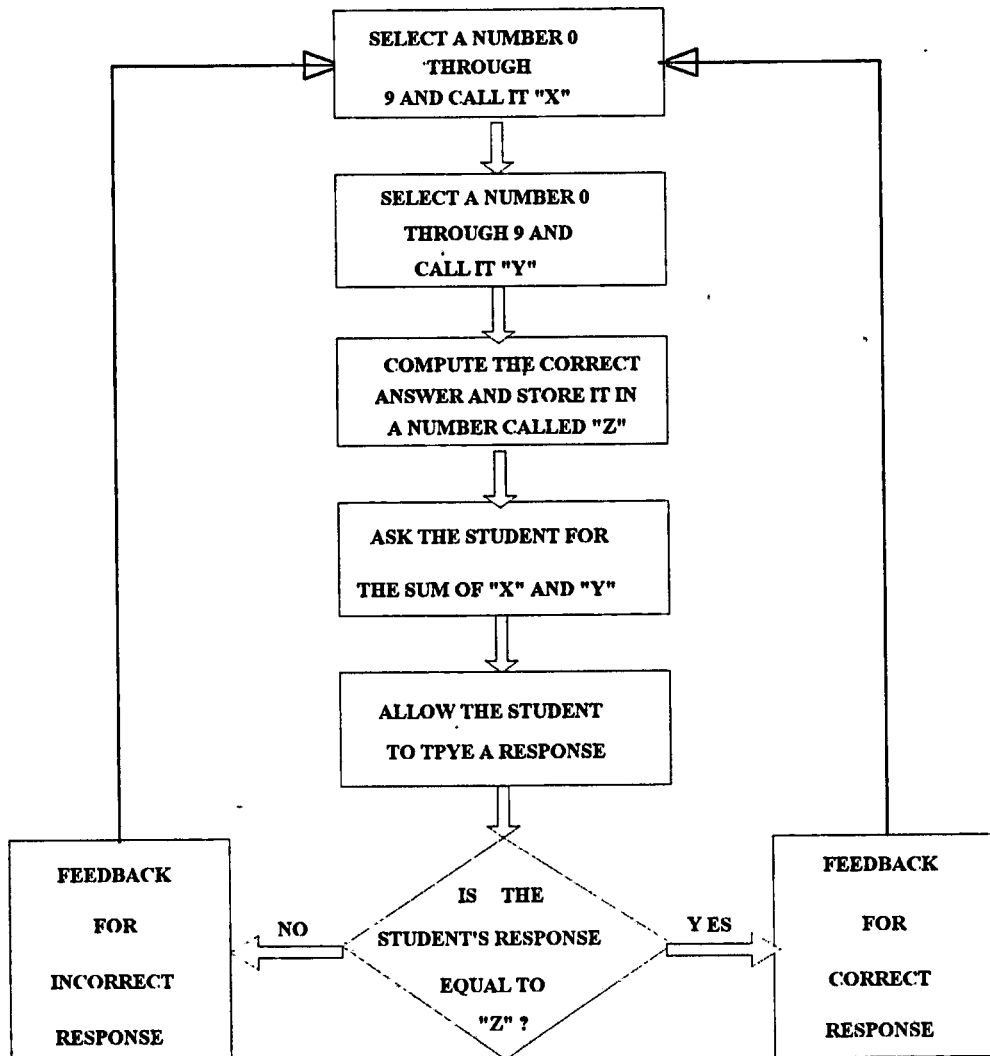 SELECT A NUMBER 0
THROUGH
9 AND CALL IT "X"
SELECT A NUMBER 0
THROUGH 9 AND
CALL IT "Y"
COMPUTE THE CORRECT
ANSWER AND STORE IT IN
A NUMBER CALLED "Z"
ASK THE STUDENT FOR
THE SUM OF "X" AND "Y"
ALLOW THE STUDENT
TO TPYE A RESPONSE
IS THE
STUDENT'S RESPONSE
EQUAL TO
"Z" ?
NO
FEEDBACK
FOR
INCORRECT
RESPONSE
Y ES
FEEDBACK
FOR
CORRECT
RESPONSE